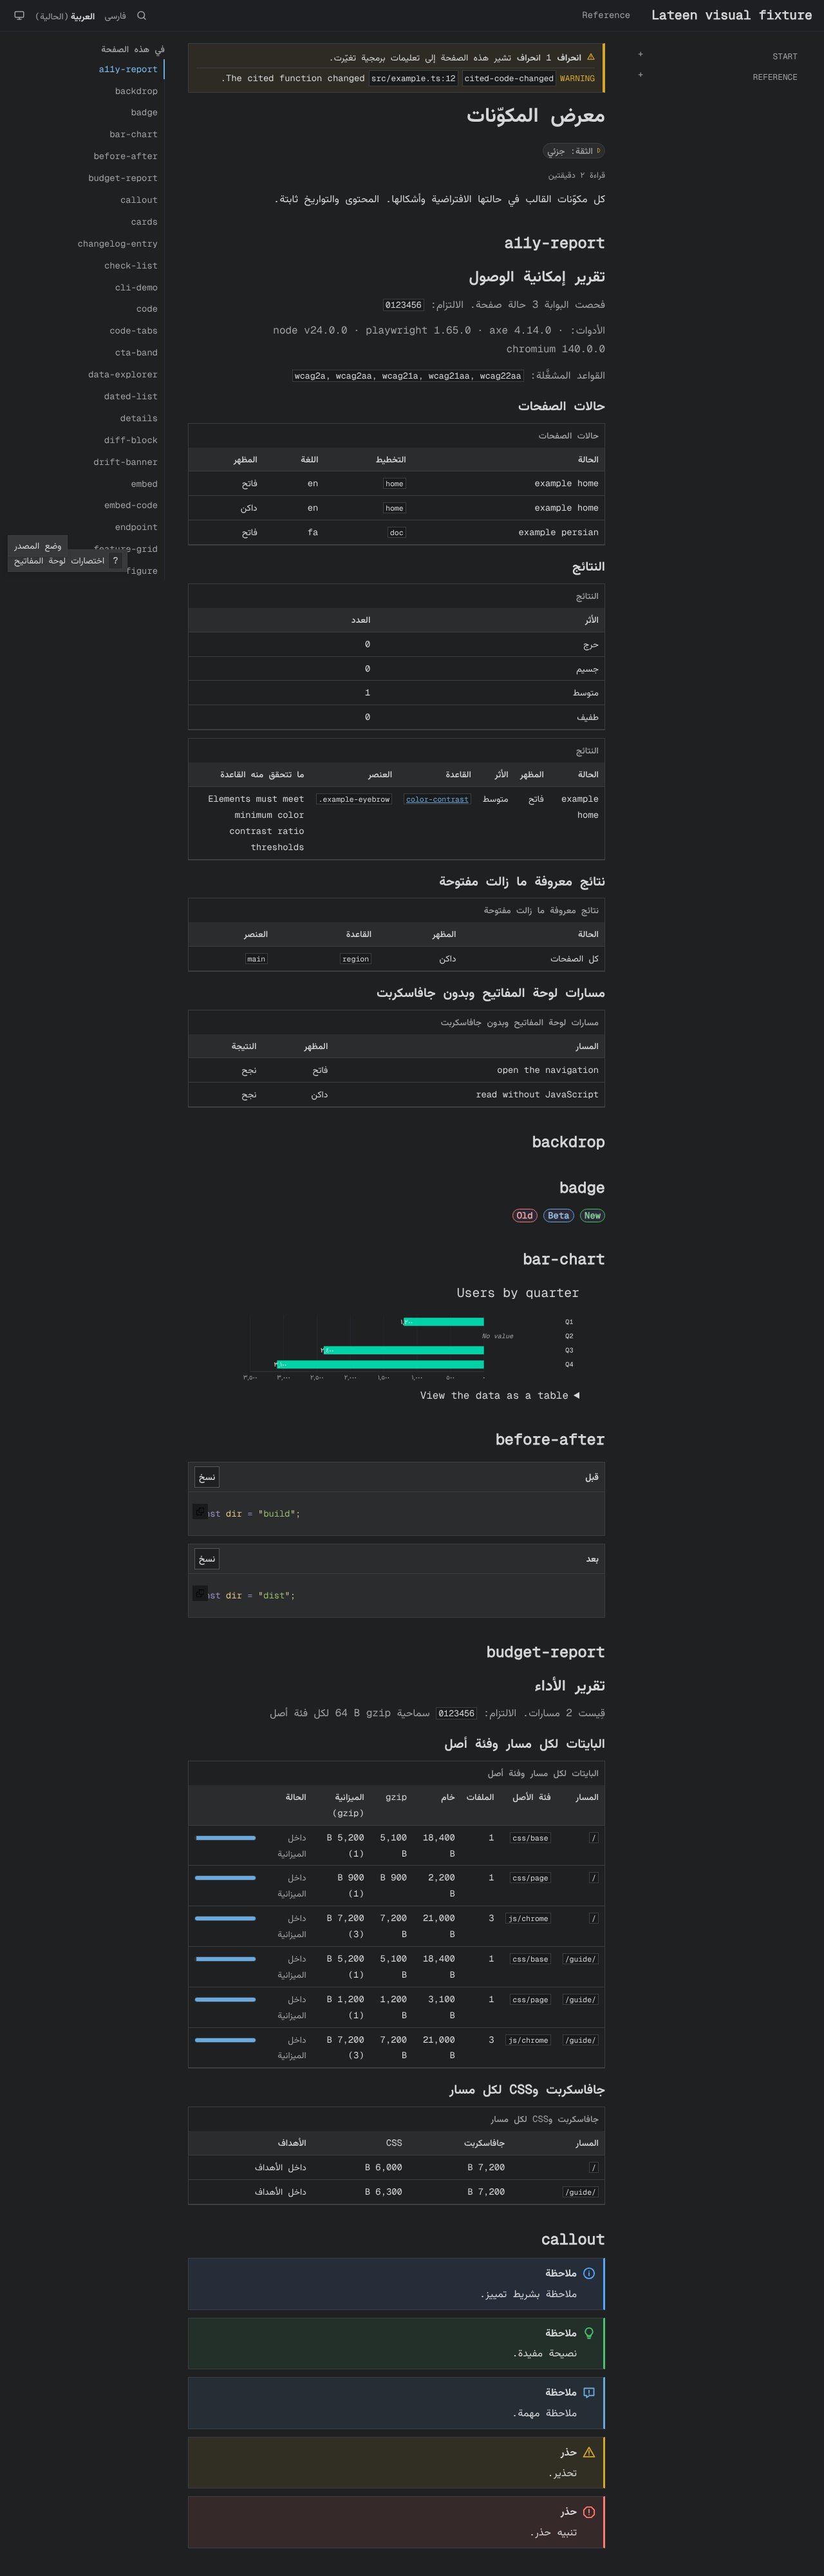 Lateen visual fixture
Reference
فارسی
العربية (الحالية)
START
+
REFERENCE
+
في هذه الصفحة
a11y-report
backdrop
badge
bar-chart
before-after
budget-report
callout
cards
changelog-entry
check-list
cli-demo
code
code-tabs
cta-band
data-explorer
dated-list
details
diff-block
drift-banner
embed
embed-code
endpoint
feature-grid
figure
وضع المصدر
? اختصارات لوحة المفاتيح
انحراف 1 انحراف تشير هذه الصفحة إلى تعليمات برمجية تغيّرت.
WARNING cited-code-changed src/example.ts:12 The cited function changed.
معرض المكوّنات
الثقة: جزئي
قراءة ٢ دقيقتين
كل مكوّنات القالب في حالتها الافتراضية وأشكالها. المحتوى والتواريخ ثابتة.
a11y-report
تقرير إمكانية الوصول
فحصت البوابة 3 حالة صفحة. الالتزام: 0123456
الأدوات: node v24.0.0 · playwright 1.65.0 · axe 4.14.0 ·
chromium 140.0.0
القواعد المشغَّلة: wcag2a, wcag2aa, wcag21a, wcag21aa, wcag22aa
حالات الصفحات
حالات الصفحات
الحالة التخطيط اللغة المظهر
example home home en فاتح
example home home en داكن
example persian doc fa فاتح
النتائج
النتائج
الأثر العدد
حرج 0
جسيم 0
متوسط 1
طفيف 0
النتائج
الحالة المظهر الأثر القاعدة العنصر ما تتحقق منه القاعدة
example home فاتح متوسط color-contrast .example-eyebrow Elements must meet
minimum color
contrast ratio
thresholds
نتائج معروفة ما زالت مفتوحة
نتائج معروفة ما زالت مفتوحة
الحالة المظهر القاعدة العنصر
كل الصفحات داكن region main
مسارات لوحة المفاتيح وبدون جافاسكربت
مسارات لوحة المفاتيح وبدون جافاسكربت
المسار المظهر النتيجة
open the navigation فاتح نجح
read without JavaScript داكن نجح
backdrop
badge
New Beta Old
bar-chart
Users by quarter
Q1
Q2 No value
Q3
Q4
٠ ٥٠٠ ١٬٠٠٠ ١٬٥٠٠ ٢٬٠٠٠ ٢٬٥٠٠ ٣٬٠٠٠ ٣٬٥٠٠
View the data as a table
before-after
قبل نسخ
dir = "build";
بعد نسخ
dir = "dist";
budget-report
تقرير الأداء
قيست 2 مسارات. الالتزام: 0123456 سماحية 64 B gzip لكل فئة أصل
البايتات لكل مسار وفئة أصل
البايتات لكل مسار وفئة أصل
المسار فئة الأصل الملفات خام gzip الميزانية (gzip) الحالة
/ css/base 1 18,400 B 5,100 B 5,200 B (1) داخل الميزانية
/ css/page 1 2,200 B 900 B 900 B (1) داخل الميزانية
/ js/chrome 3 21,000 B 7,200 B 7,200 B (3) داخل الميزانية
/guide/ css/base 1 18,400 B 5,100 B 5,200 B (1) داخل الميزانية
/guide/ css/page 1 3,100 B 1,200 B 1,200 B (1) داخل الميزانية
/guide/ js/chrome 3 21,000 B 7,200 B 7,200 B (3) داخل الميزانية
جافاسكربت وCSS لكل مسار
جافاسكربت وCSS لكل مسار
المسار جافاسكربت CSS الأهداف
/ 7,200 B 6,000 B داخل الأهداف
/guide/ 7,200 B 6,300 B داخل الأهداف
callout
ملاحظة
ملاحظة بشريط تمييز.
ملاحظة
نصيحة مفيدة.
ملاحظة
ملاحظة مهمة.
حذر
تحذير.
حذر
تنبيه حذر.